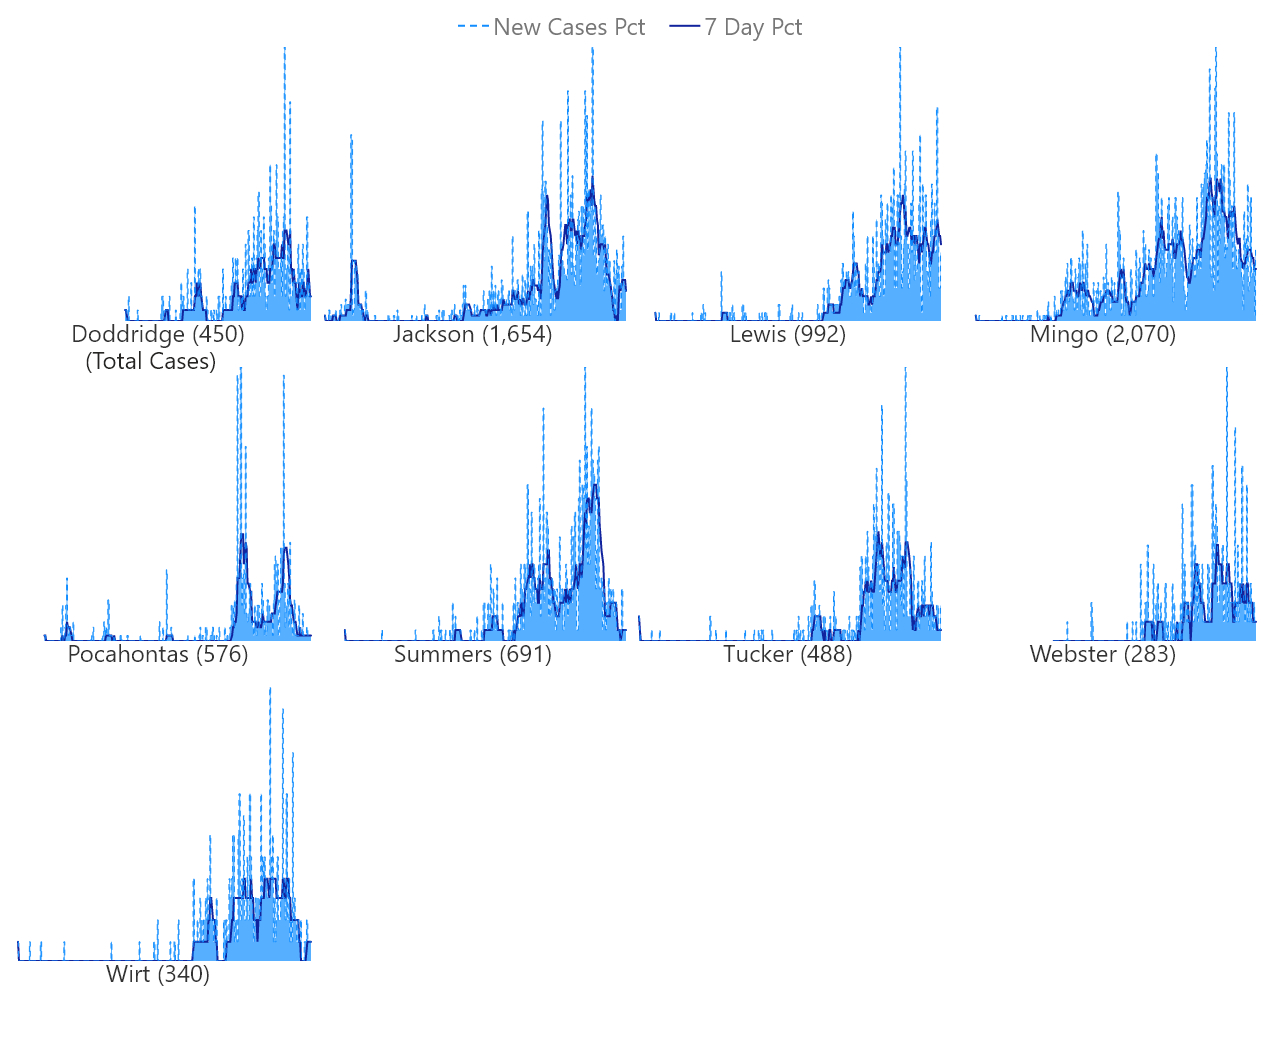 New Cases Pct 7 Day Pct
Doddridge (450)
(Total Cases)
Jackson (1,654)
Lewis (992)
Mingo (2,070)
Pocahontas (576)
Summers (691)
Tucker (488)
Webster (283)
Wirt (340)